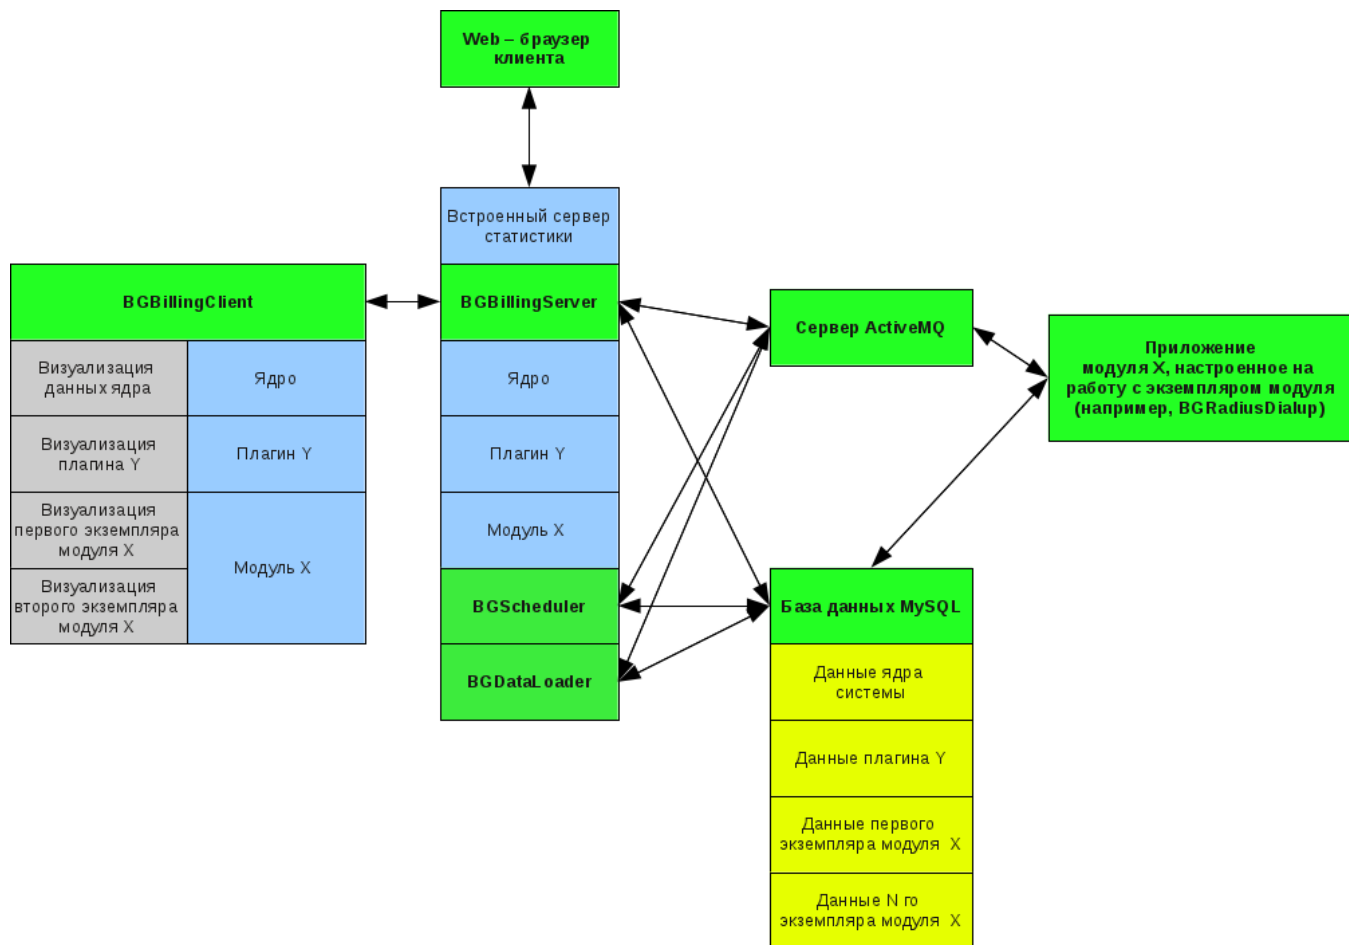 Web – браузер
клиента
Встроенный сервер
статистики
BGBillingClient
BGBillingServer
Сервер ActiveMQ
Приложение
модуля X, настроенное на
работу с экземпляром модуля
(например, BGRadiusDialup)
Визуализация
данных ядра
Ядро
Ядро
Визуализация
плагина Y
Плагин Y
Плагин Y
Визуализация
первого экземпляра
модуля X
Модуль X
Модуль X
Визуализация
второго экземпляра
модуля X
BGScheduler
База данных MySQL
BGDataLoader
Данные ядра
системы
Данные плагина Y
Данные первого
экземпляра модуля X
Данные N го
экземпляра модуля X